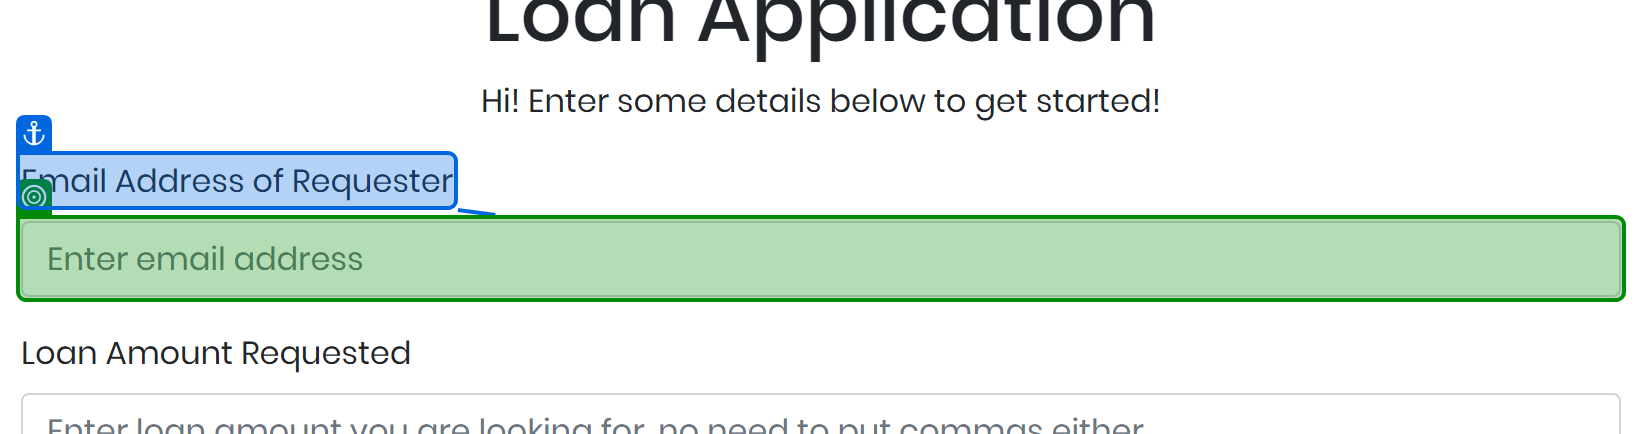 Loan Application
Hi! Enter some details below to get started!
Email Address of Requester
Enter email address
Loan Amount Requested
Enter loan amount you are looking for, no need to put commas either